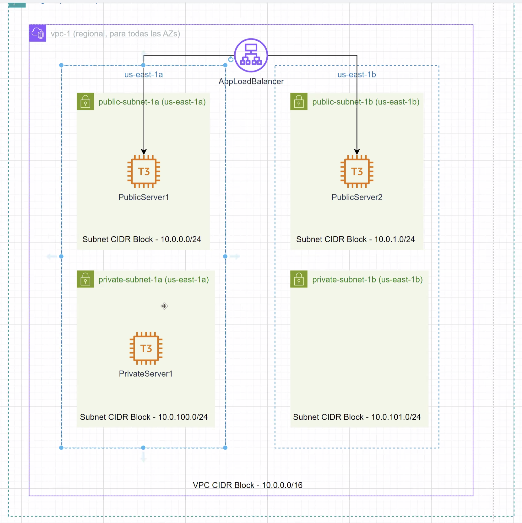 vpc-1 (regional, pare todas les AZs)
AppLoadBalancer
us-east-1a
us-east-1b
public-subnet-1a (us-east-1a)
public-subnet-1b (us-east-1b)
T3
T3
PublicServer1
PublicServer2
Subnet CIDR Block - 10.0.0.0/24
Subnet CIDR Block - 10.0.1.0/24
private-subnet-1a (us-east-1a)
private-subnet-1b (us-east-1b)
T3
PrivateServer1
Subnet CIDR Block - 10.0.100.0/24
Subnet CIDR Block - 10.0.101.0/24
VPC CIDR Block - 10.0.0.0/16